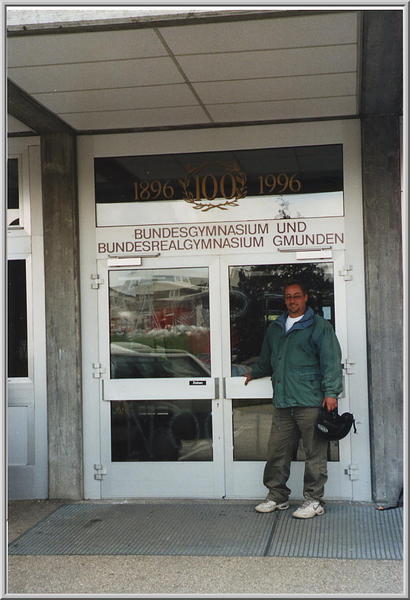 1896 100 1996
BUNDESGYMNASIUM UND
BUNDESREALGYMNASIUM GMUNDEN